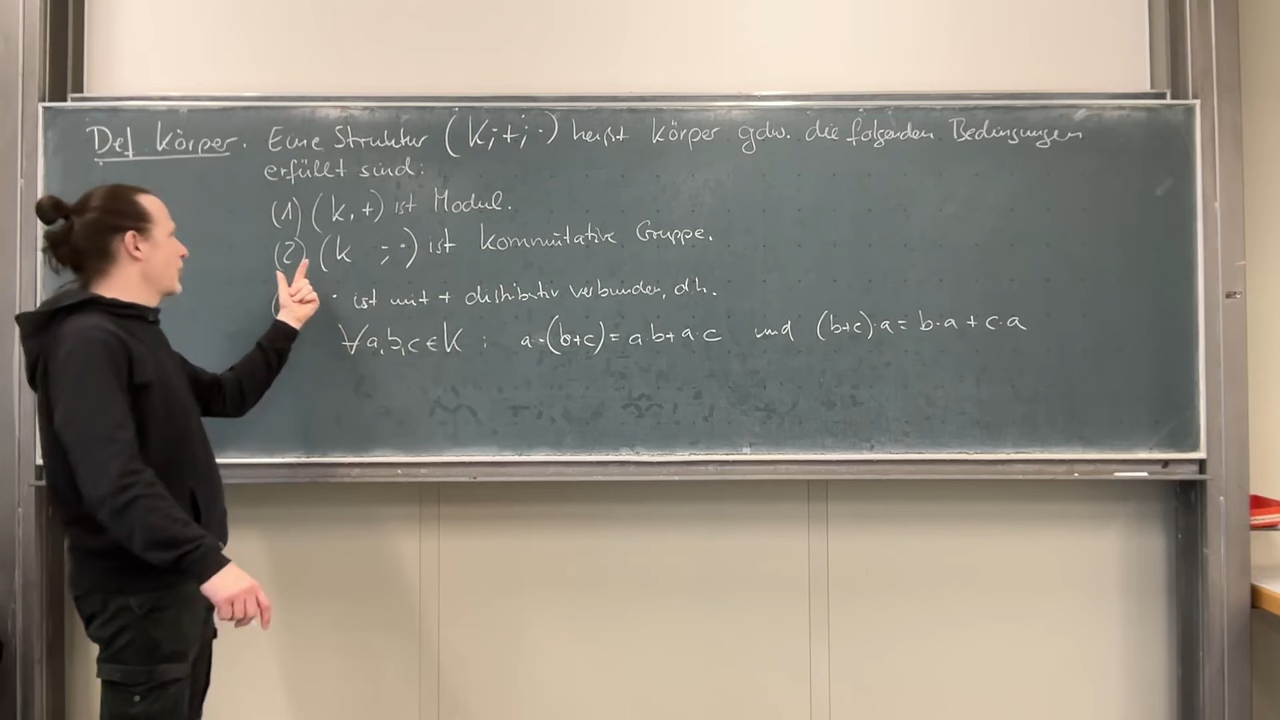 Def Körper. Eine Struktur (K;+;·) heißt Körper gdw. die folgenden Bedingungen
erfüllt sind:
(1) (K,+) ist Modul.
(2) (K ;·) ist kommutative Gruppe.
· ist mit + distributiv verbunden, d.h.
∀a,b,c∈K : a·(b+c)=a·b+a·c und (b+c)·a=b·a+c·a